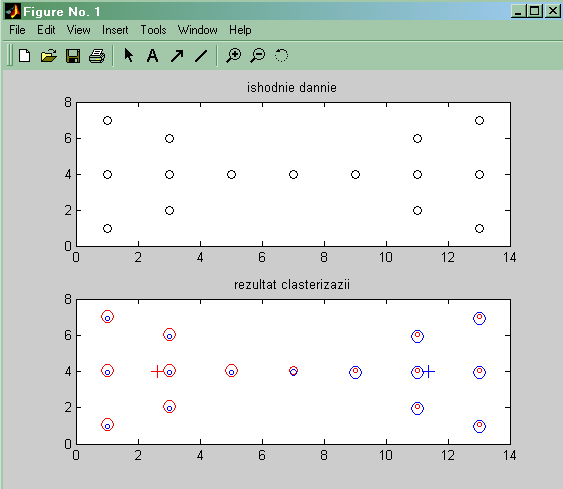 Figure No. 1
File Edit View Insert Tools Window Help
A
ishodnie dannie
8
6
4
2
0
0 2 4 6 8 10 12 14
rezultat clasterizazii
8
6
4
2
0
0 2 4 6 8 10 12 14